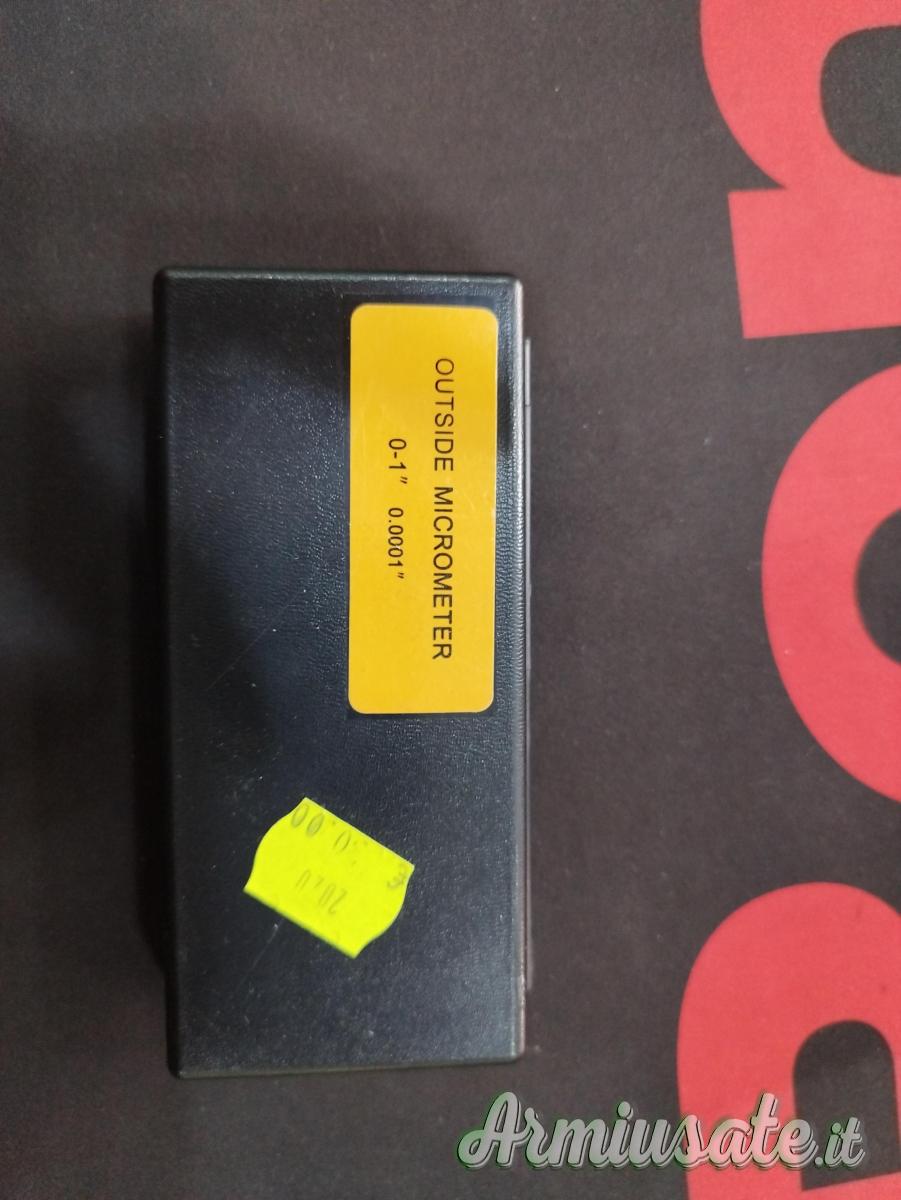 OUTSIDE MICROMETER
0-1" 0.0001"
Armiusate.it